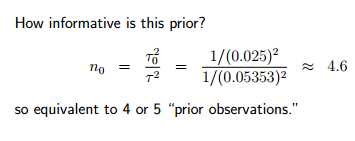 How informative is this prior?
n₀ = τ₀²/τ² = 1/(0.025)²/1/(0.05353)² ≈ 4.6
so equivalent to 4 or 5 “prior observations.”